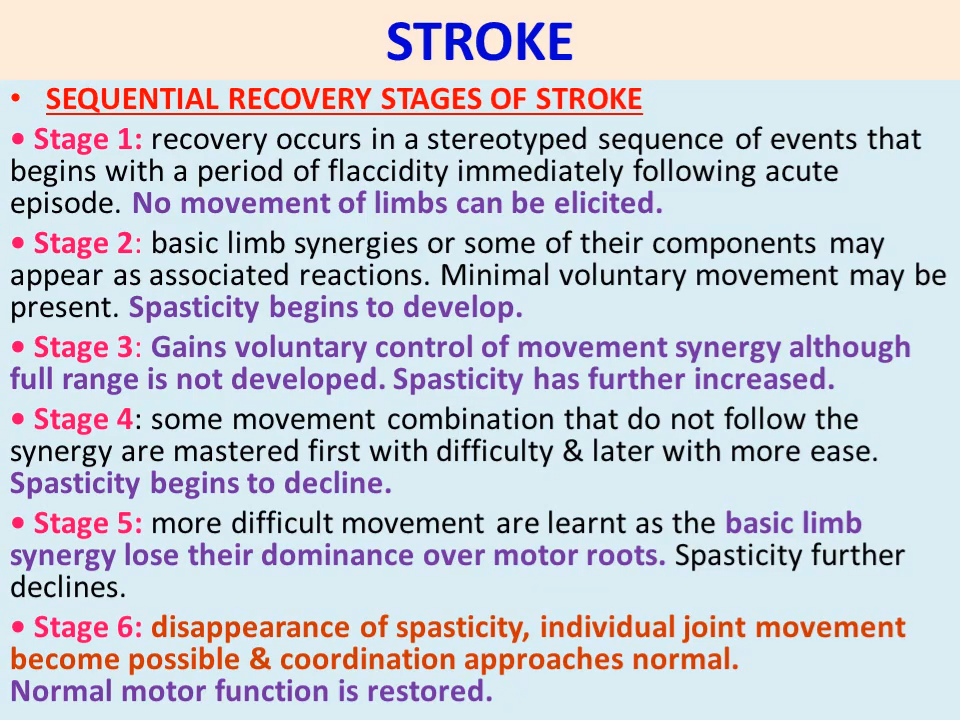 STROKE
• SEQUENTIAL RECOVERY STAGES OF STROKE
• Stage 1: recovery occurs in a stereotyped sequence of events that
begins with a period of flaccidity immediately following acute
episode. No movement of limbs can be elicited.
• Stage 2: basic limb synergies or some of their components may
appear as associated reactions. Minimal voluntary movement may be
present. Spasticity begins to develop.
• Stage 3: Gains voluntary control of movement synergy although
full range is not developed. Spasticity has further increased.
• Stage 4: some movement combination that do not follow the
synergy are mastered first with difficulty & later with more ease.
Spasticity begins to decline.
• Stage 5: more difficult movement are learnt as the basic limb
synergy lose their dominance over motor roots. Spasticity further
declines.
• Stage 6: disappearance of spasticity, individual joint movement
become possible & coordination approaches normal.
Normal motor function is restored.